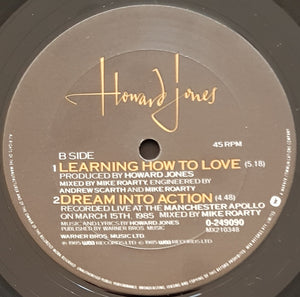 Howard Jones
B SIDE
45 RPM
1 LEARNING HOW TO LOVE (5.18)
PRODUCED BY HOWARD JONES
MIXED BY MIKE ROARTY, ENGINEERED BY
ANDREW SCARTH AND MIKE ROARTY
2 DREAM INTO ACTION (4.48)
RECORDED LIVE AT THE MANCHESTER APOLLO
ON MARCH 15TH, 1985 MIXED BY MIKE ROARTY
MUSIC AND LYRICS BY HOWARD JONES
0-249090
PUBLISHED BY WARNER BROS. MUSIC
MX210348
WARNER BROS. MUSIC LTD